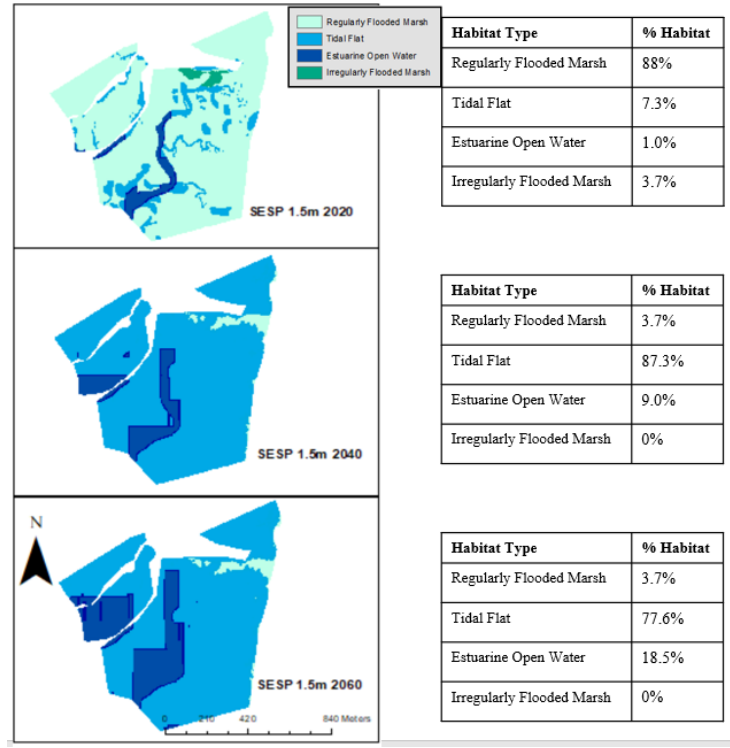 Regularly Flooded Marsh
Tidal Flat
Estuarine Open Water
Irregularly Flooded Marsh
SESP 1.5m 2020
Habitat Type % Habitat
Regularly Flooded Marsh 88%
Tidal Flat 7.3%
Estuarine Open Water 1.0%
Irregularly Flooded Marsh 3.7%
SESP 1.5m 2040
Habitat Type % Habitat
Regularly Flooded Marsh 3.7%
Tidal Flat 87.3%
Estuarine Open Water 9.0%
Irregularly Flooded Marsh 0%
N
SESP 1.5m 2060
0 210 420 840 Meters
Habitat Type % Habitat
Regularly Flooded Marsh 3.7%
Tidal Flat 77.6%
Estuarine Open Water 18.5%
Irregularly Flooded Marsh 0%